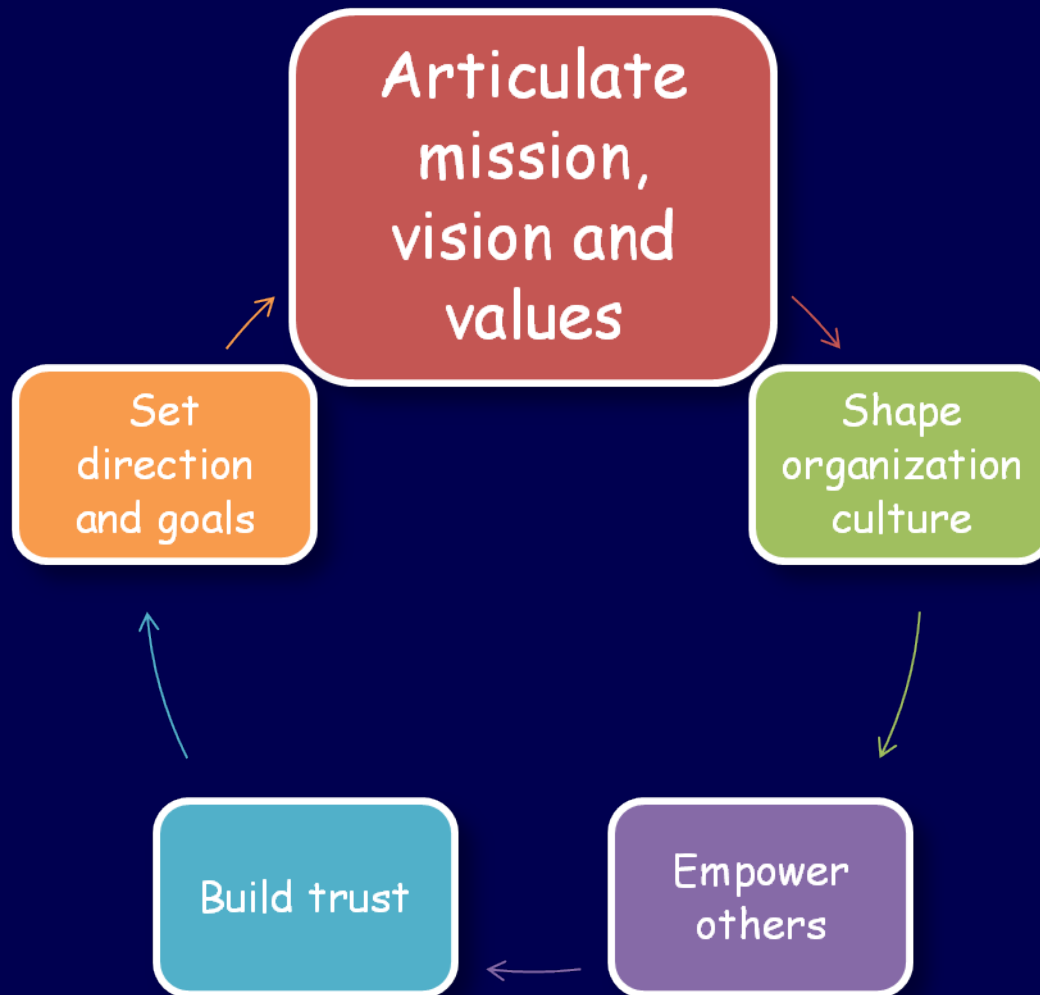 Articulate
mission,
vision and
values
Shape
organization
culture
Empower
others
Build trust
Set
direction
and goals